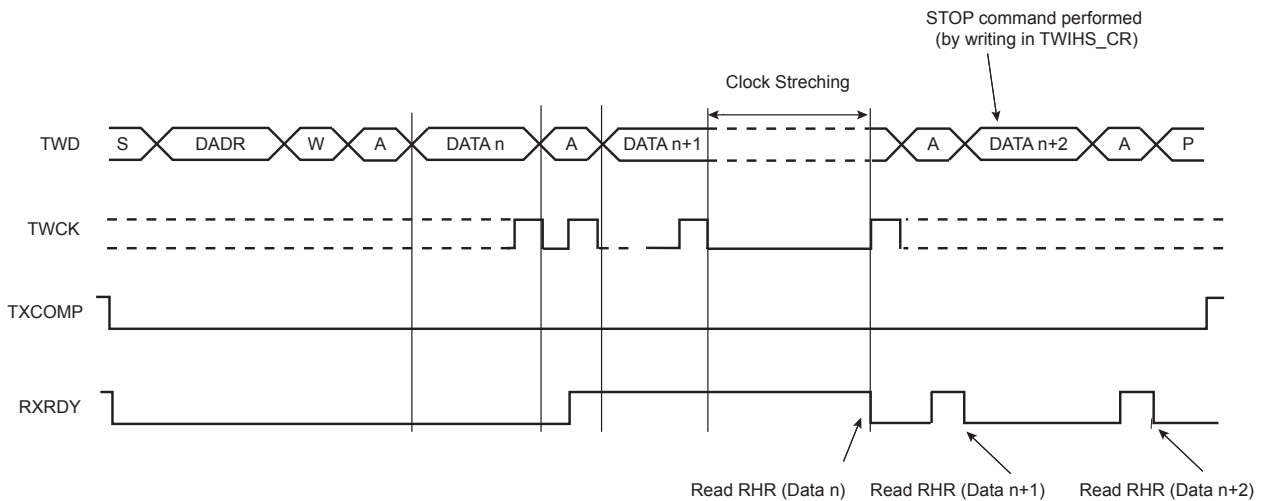 STOP command performed
(by writing in TWIHS_CR)
Clock Streching
TWD S DADR W A DATA n A DATA n+1 A DATA n+2 A P
TWCK
TXCOMP
RXRDY
Read RHR (Data n) Read RHR (Data n+1) Read RHR (Data n+2)